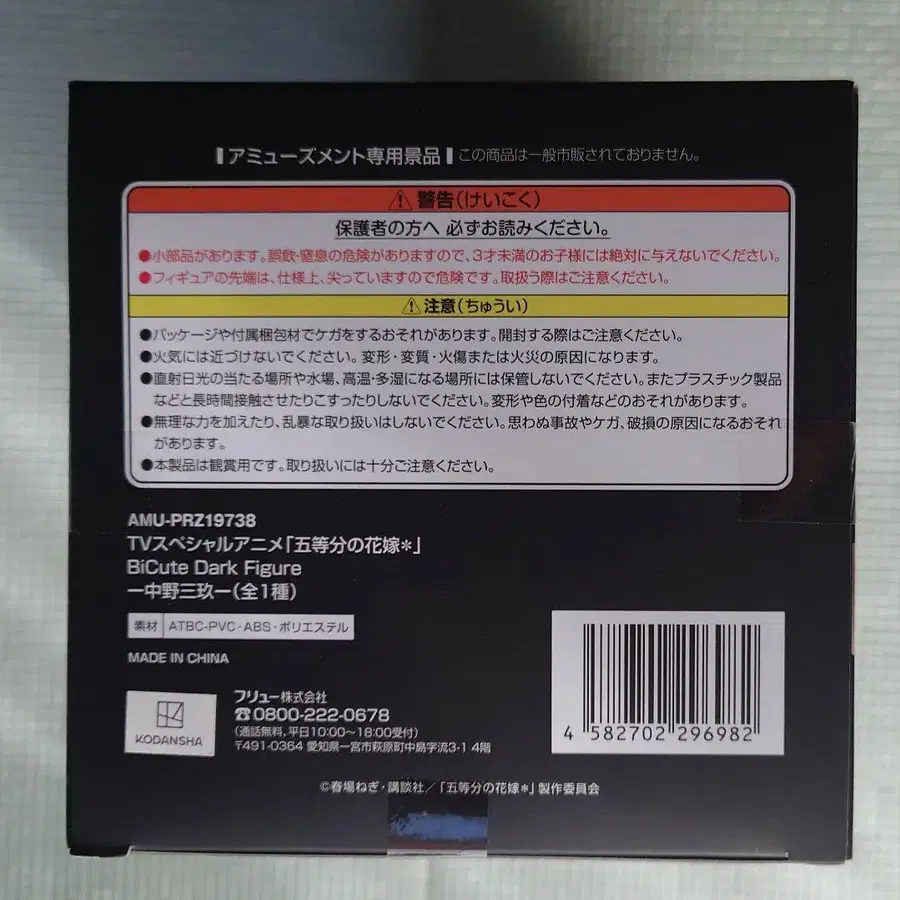 アミューズメント専用景品 この商品は一般市販されておりません。
警告(けいこく)
保護者の方へ 必ずお読みください。
●小部品があります。誤飲・窒息の危険がありますので、3才未満のお子様には絶対に与えないでください。
●フィギュアの先端は、仕様上、尖っていますので危険です。取扱う際はご注意ください。
注意(ちゅうい)
●パッケージや付属梱包材でケガをするおそれがあります。開封する際はご注意ください。
●火気には近づけないでください。変形・変質・火傷または火災の原因になります。
●直射日光の当たる場所や水場、高温・多湿になる場所には保管しないでください。またプラスチック製品
などと長時間接触させたりこすったりしないでください。変形や色の付着などのおそれがあります。
●無理な力を加えたり、乱暴な取り扱いはしないでください。思わぬ事故やケガ、破損の原因になるおそれ
があります。
●本製品は観賞用です。取り扱いには十分ご注意ください。
AMU-PRZ19738
TVスペシャルアニメ「五等分の花嫁＊」
BiCute Dark Figure
ー中野三玖ー(全1種)
素材 ATBC-PVC・ABS・ポリエステル
MADE IN CHINA
KODANSHA
フリュー株式会社
☎0800-222-0678
(通話無料,平日10:00〜18:00受付)
〒491-0364 愛知県一宮市萩原町中島字流3-1 4階
4 582702 296982
©春場ねぎ・講談社/「五等分の花嫁＊」製作委員会